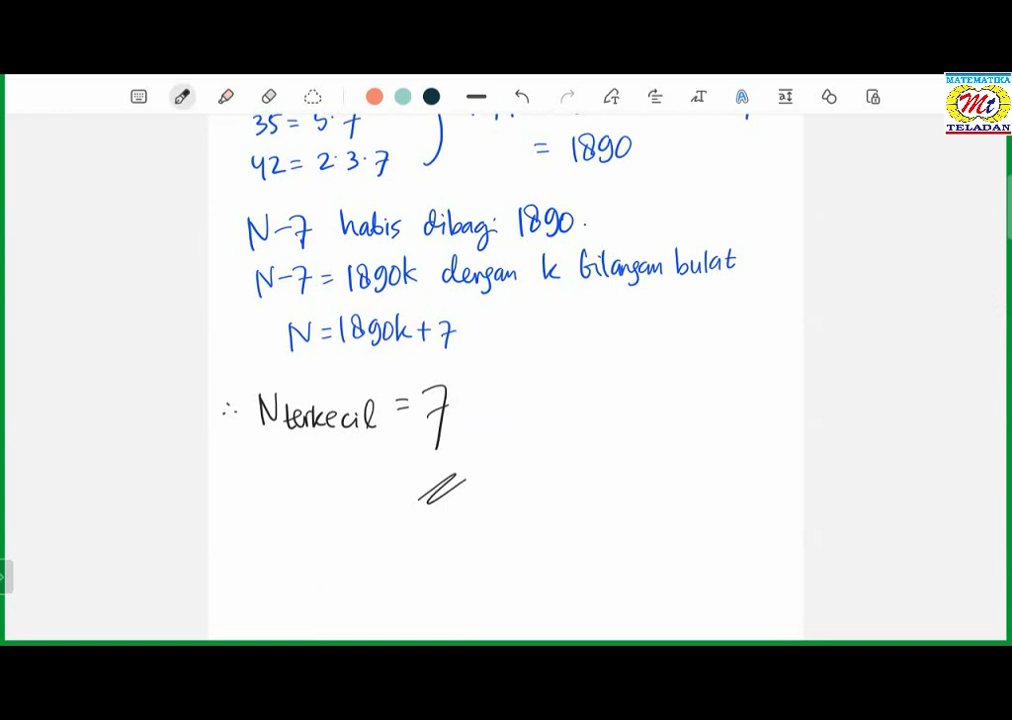 MATEMATIKA
Mt
TELADAN
35 = 5·7
= 1890
42 = 2·3·7
N-7 habis dibagi 1890.
N-7 = 1890k dengan k bilangan bulat
N = 1890k + 7
∴ N terkecil = 7